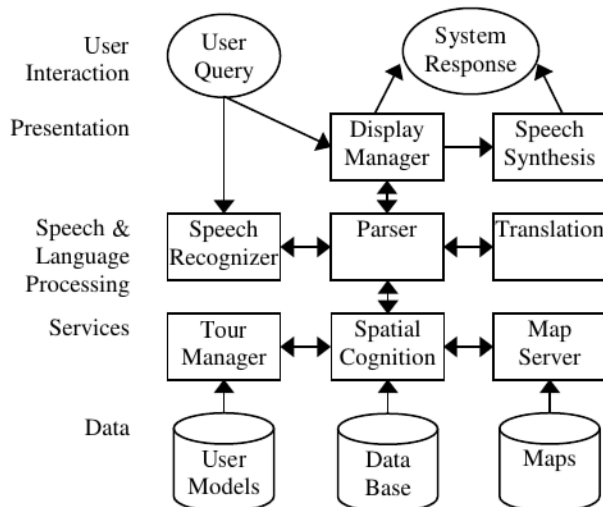 User
Interaction
User
Query
System
Response
Presentation
Display
Manager
Speech
Synthesis
Speech &
Language
Processing
Speech
Recognizer
Parser
Translation
Services
Tour
Manager
Spatial
Cognition
Map
Server
Data
User
Models
Data
Base
Maps